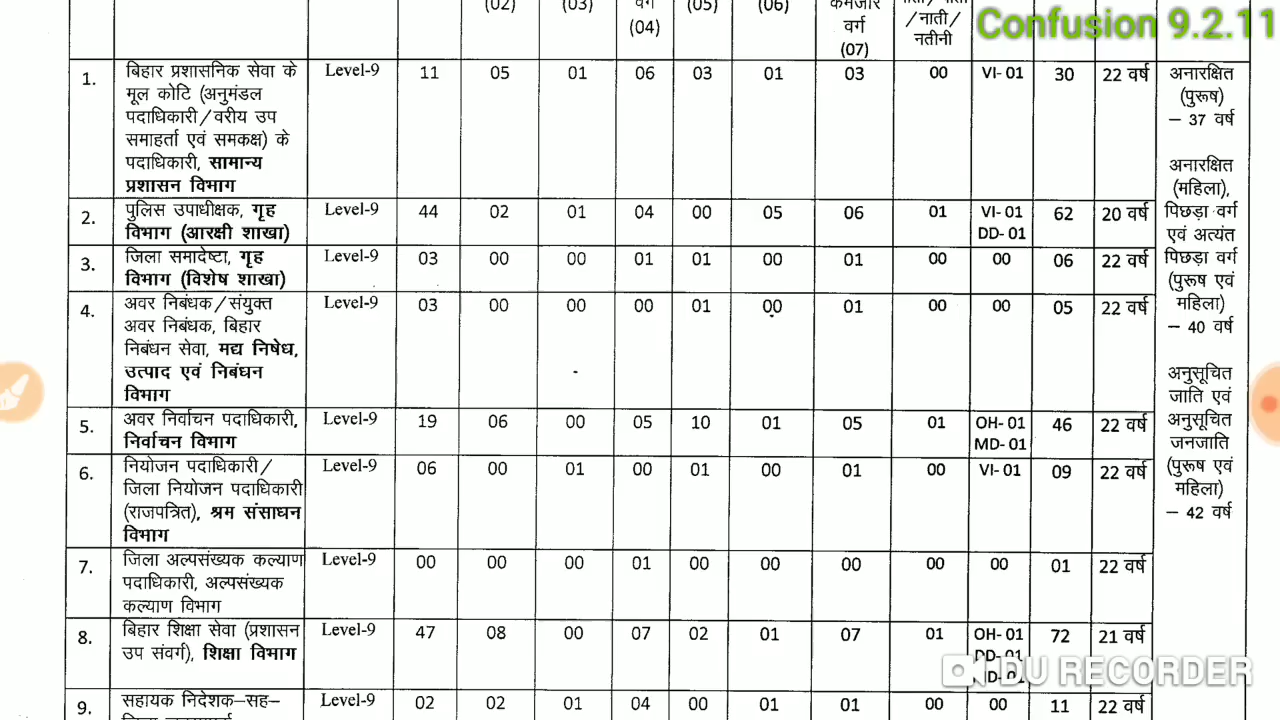 (02) (03) वर्ग (05) (06) कमजोर
(04) वर्ग /नाती/
(07) नतीनी
Confusion 9.2.11
1. बिहार प्रशासनिक सेवा के Level-9 11 05 01 06 03 01 03 00 VI- 01 30 22 वर्ष
मूल कोटि (अनुमंडल
पदाधिकारी/वरीय उप
समाहर्ता एवं समकक्ष) के
पदाधिकारी, सामान्य
प्रशासन विभाग
2. पुलिस उपाधीक्षक, गृह Level-9 44 02 01 04 00 05 06 01 VI- 01 62 20 वर्ष
विभाग (आरक्षी शाखा) DD- 01
3. जिला समादेष्टा, गृह Level-9 03 00 00 01 01 00 01 00 00 06 22 वर्ष
विभाग (विशेष शाखा)
4. अवर निबंधक/संयुक्त Level-9 03 00 00 00 01 00 01 00 00 05 22 वर्ष
अवर निबंधक, बिहार
निबंधन सेवा, मद्य निषेध,
उत्पाद एवं निबंधन
विभाग
5. अवर निर्वाचन पदाधिकारी, Level-9 19 06 00 05 10 01 05 01 OH- 01 46 22 वर्ष
निर्वाचन विभाग MD- 01
6. नियोजन पदाधिकारी/ Level-9 06 00 01 00 01 00 01 00 VI- 01 09 22 वर्ष
जिला नियोजन पदाधिकारी
(राजपत्रित), श्रम संसाधन
विभाग
7. जिला अल्पसंख्यक कल्याण Level-9 00 00 00 01 00 00 00 00 00 01 22 वर्ष
पदाधिकारी, अल्पसंख्यक
कल्याण विभाग
8. बिहार शिक्षा सेवा (प्रशासन Level-9 47 08 00 07 02 01 07 01 OH- 01 72 21 वर्ष
उप संवर्ग), शिक्षा विभाग DD- 01
MD- 01
9. सहायक निदेशक-सह- Level-9 02 02 01 04 00 01 01 00 00 11 22 वर्ष
अनारक्षित
(पुरूष)
– 37 वर्ष
अनारक्षित
(महिला),
पिछड़ा वर्ग
एवं अत्यंत
पिछड़ा वर्ग
(पुरूष एवं
महिला)
– 40 वर्ष
अनुसूचित
जाति एवं
अनुसूचित
जनजाति
(पुरूष एवं
महिला)
– 42 वर्ष
DU RECORDER